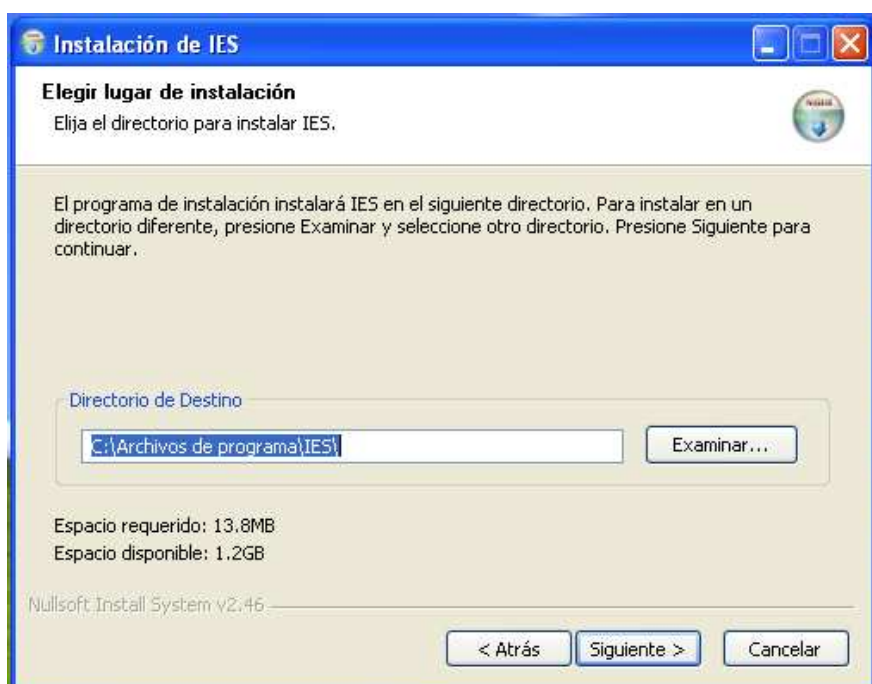 Instalación de IES
Elegir lugar de instalación
Elija el directorio para instalar IES.
El programa de instalación instalará IES en el siguiente directorio. Para instalar en un
directorio diferente, presione Examinar y seleccione otro directorio. Presione Siguiente para
continuar.
Directorio de Destino
C:\Archivos de programa\IES\
Examinar...
Espacio requerido: 13.8MB
Espacio disponible: 1.2GB
Nullsoft Install System v2.46
< Atrás
Siguiente >
Cancelar